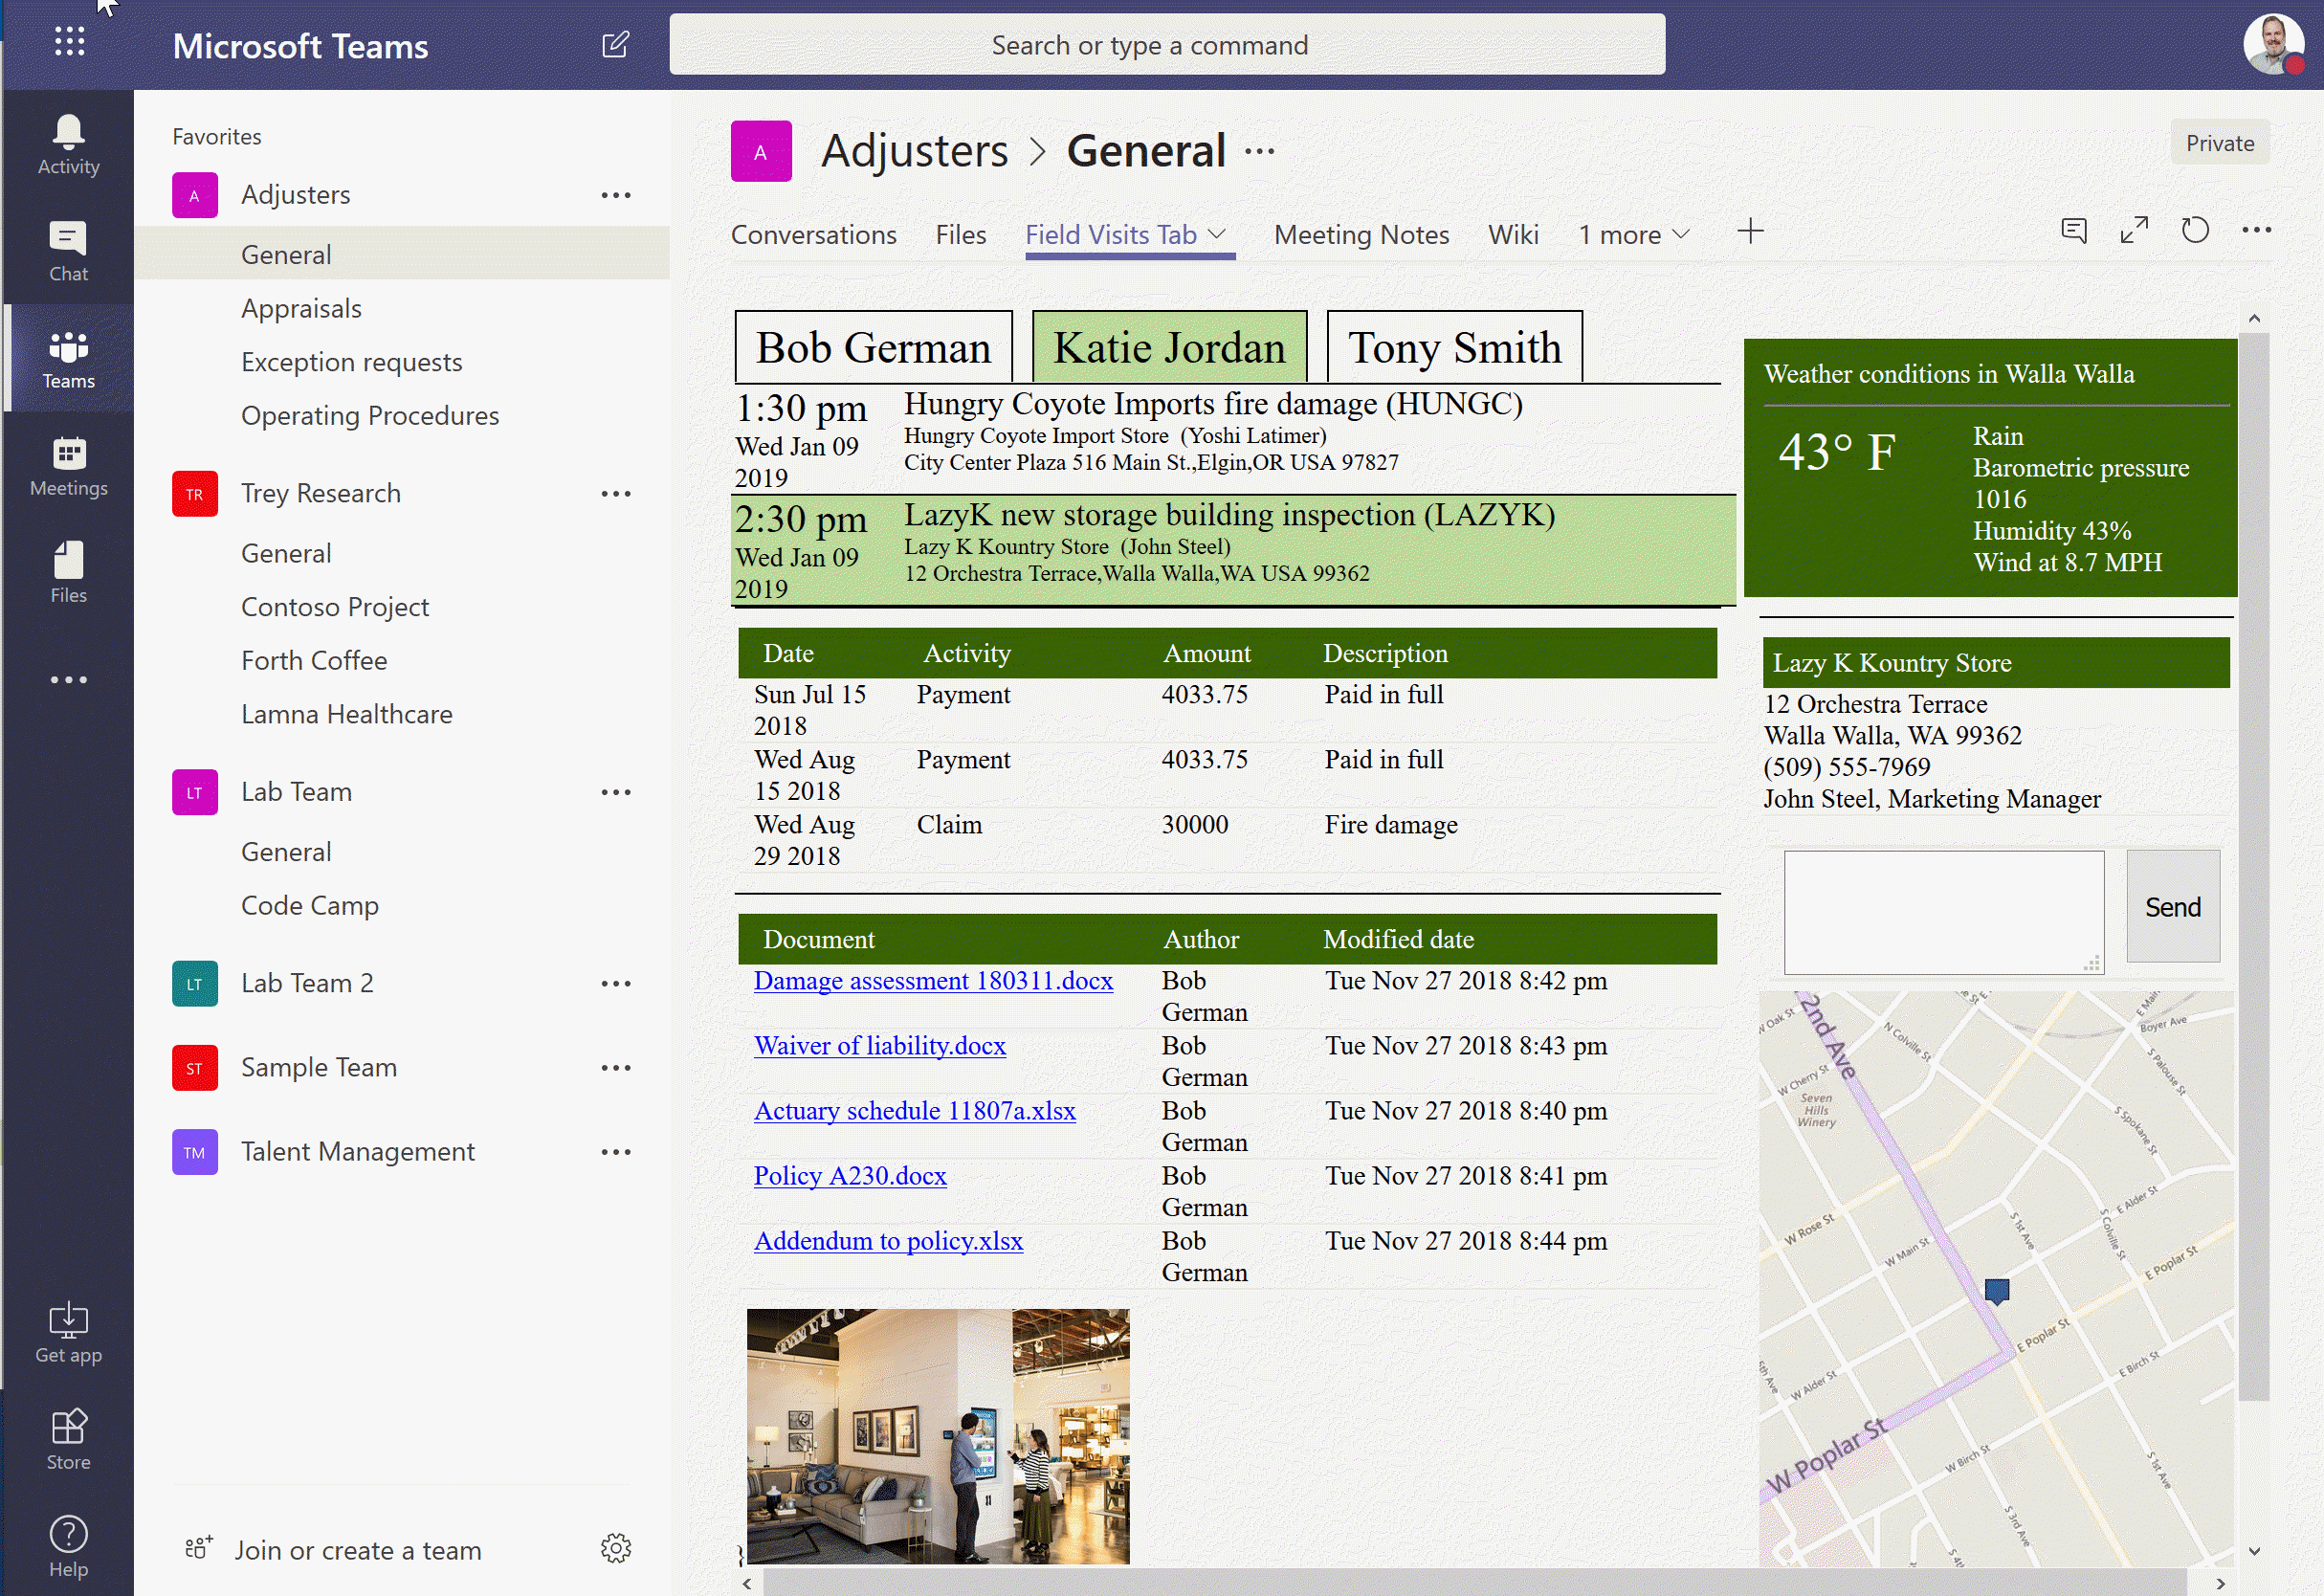 Microsoft Teams
Search or type a command
Activity
Chat
Teams
Meetings
Files
Get app
Store
Help
Favorites
A Adjusters
General
Appraisals
Exception requests
Operating Procedures
TR Trey Research
General
Contoso Project
Forth Coffee
Lamna Healthcare
LT Lab Team
General
Code Camp
LT Lab Team 2
ST Sample Team
TM Talent Management
Join or create a team
A Adjusters > General ...
Private
Conversations Files Field Visits Tab Meeting Notes Wiki 1 more
Bob German Katie Jordan Tony Smith
1:30 pm
Wed Jan 09
2019
Hungry Coyote Imports fire damage (HUNGC)
Hungry Coyote Import Store (Yoshi Latimer)
City Center Plaza 516 Main St.,Elgin,OR USA 97827
2:30 pm
Wed Jan 09
2019
LazyK new storage building inspection (LAZYK)
Lazy K Kountry Store (John Steel)
12 Orchestra Terrace,Walla Walla,WA USA 99362
Date Activity Amount Description
Sun Jul 15 Payment 4033.75 Paid in full
2018
Wed Aug Payment 4033.75 Paid in full
15 2018
Wed Aug Claim 30000 Fire damage
29 2018
Document Author Modified date
Damage assessment 180311.docx Bob Tue Nov 27 2018 8:42 pm
German
Waiver of liability.docx Bob Tue Nov 27 2018 8:43 pm
German
Actuary schedule 11807a.xlsx Bob Tue Nov 27 2018 8:40 pm
German
Policy A230.docx Bob Tue Nov 27 2018 8:41 pm
German
Addendum to policy.xlsx Bob Tue Nov 27 2018 8:44 pm
German
}
Weather conditions in Walla Walla
43° F
Rain
Barometric pressure
1016
Humidity 43%
Wind at 8.7 MPH
Lazy K Kountry Store
12 Orchestra Terrace
Walla Walla, WA 99362
(509) 555-7969
John Steel, Marketing Manager
Send
W Oak St
2nd Ave
N Colville St
E Main
Boyer Ave
S Palouse St
W Cherry St
Seven
Hills
Winery
S Spokane St
E Alder St
W Rose St
S 1st Ave
S Colville St
W Main St
E Poplar St
E Poplar St
E Birch St
5th Ave
W Alder St
W Poplar St
W Birch St
S 1st Ave
S 3rd Ave
S 4th